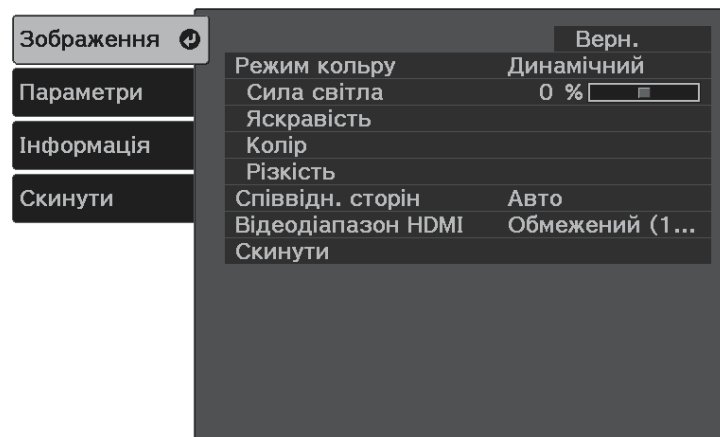 Зображення
Параметри
Інформація
Скинути
Верн.
Режим кольру Динамічний
Сила світла 0 %
Яскравість
Колір
Різкість
Співвідн. сторін Авто
Відеодіапазон HDMI Обмежений (1...
Скинути